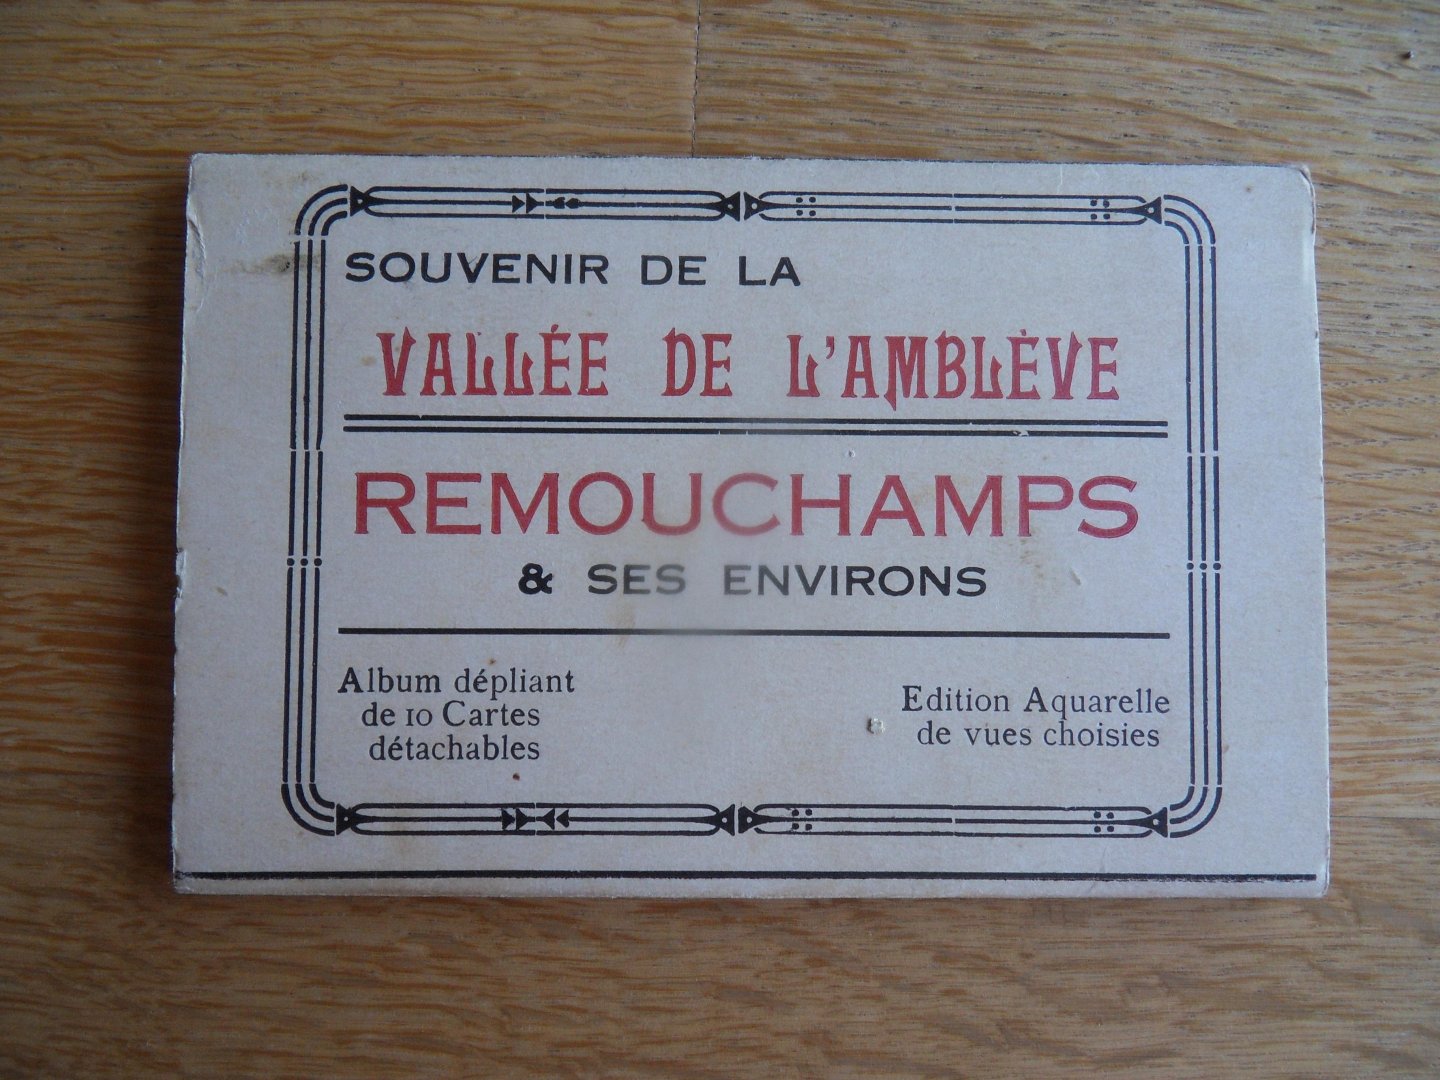 SOUVENIR DE LA
VALLÉE DE L'AMBLÈVE
REMOUCHAMPS
& SES ENVIRONS
Album dépliant
de 10 Cartes
détachables
Edition Aquarelle
de vues choisies